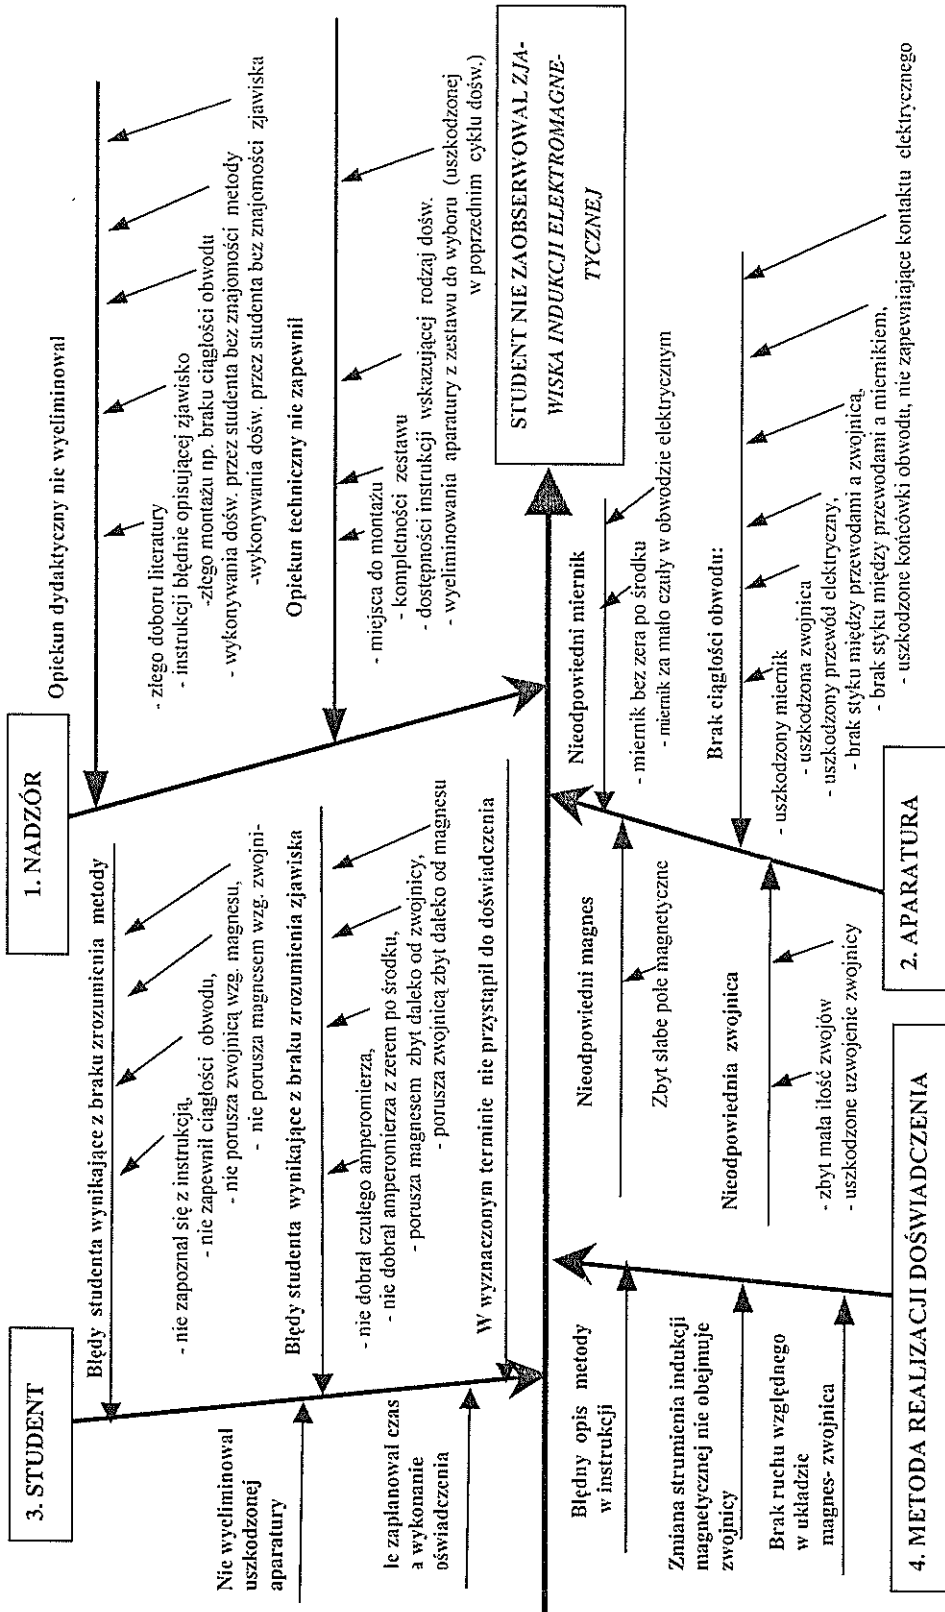 3. STUDENT
Błędy studenta wynikające z braku zrozumienia metody
- nie zapoznał się z instrukcją,
- nie zapewnił ciągłości obwodu,
- nie porusza zwojnicą wzg. magnesu,
- nie porusza magnesem wzg. zwojni-
Błędy studenta wynikające z braku zrozumienia zjawiska
- nie dobrał czułego amperomierza,
- nie dobrał amperomierza z zerem po środku,
- porusza magnesem zbyt daleko od zwojnicy,
- porusza zwojnicą zbyt daleko od magnesu
W wyznaczonym terminie nie przystąpił do doświadczenia
Nie wyeliminował
uszkodzonej
aparatury
le zaplanował czas
a wykonanie
oświadczenia
1. NADZÓR
Opiekun dydaktyczny nie wyeliminował
- złego doboru literatury
- instrukcji błędnie opisującej zjawisko
-złego montażu np. braku ciągłości obwodu
- wykonywania dośw. przez studenta bez znajomości metody
-wykonywania dośw. przez studenta bez znajomości zjawiska
Opiekun techniczny nie zapewnił
- miejsca do montażu
- kompletności zestawu
- dostępności instrukcji wskazującej rodzaj dośw.
- wyeliminowania aparatury z zestawu do wyboru (uszkodzonej
w poprzednim cyklu dośw.)
STUDENT NIE ZAOBSERWOWAŁ ZJA-
WISKA INDUKCJI ELEKTROMAGNE-
TYCZNEJ
Błędny opis metody
w instrukcji
Zmiana strumienia indukcji
magnetycznej nie obejmuje
zwojnicy
Brak ruchu względnego
w układzie
magnes- zwojnica
4. METODA REALIZACJI DOŚWIADCZENIA
Nieodpowiedni magnes
Zbyt słabe pole magnetyczne
Nieodpowiednia zwojnica
- zbyt mała ilość zwojów
- uszkodzone uzwojenie zwojnicy
Nieodpowiedni miernik
- miernik bez zera po środku
- miernik za mało czuły w obwodzie elektrycznym
Brak ciągłości obwodu:
- uszkodzony miernik
- uszkodzona zwojnica
- uszkodzony przewód elektryczny,
- brak styku między przewodami a zwojnicą,
- brak styku między przewodami a miernikiem,
- uszkodzone końcówki obwodu, nie zapewniające kontaktu elektrycznego
2. APARATURA